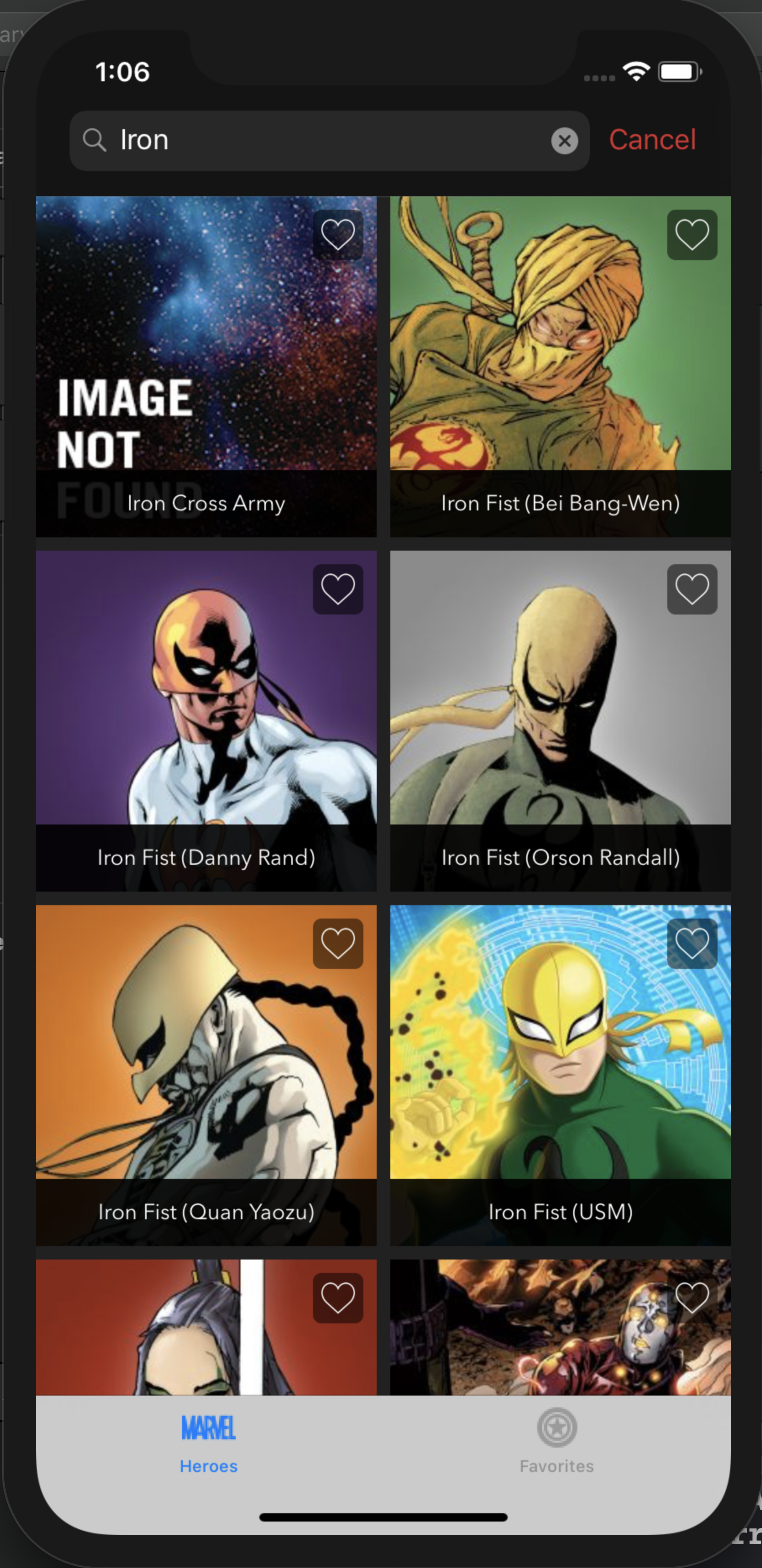 1:06
Iron
Cancel
IMAGE
NOT
FOUND
Iron Cross Army
Iron Fist (Bei Bang-Wen)
Iron Fist (Danny Rand)
Iron Fist (Orson Randall)
Iron Fist (Quan Yaozu)
Iron Fist (USM)
MARVEL
Heroes
Favorites